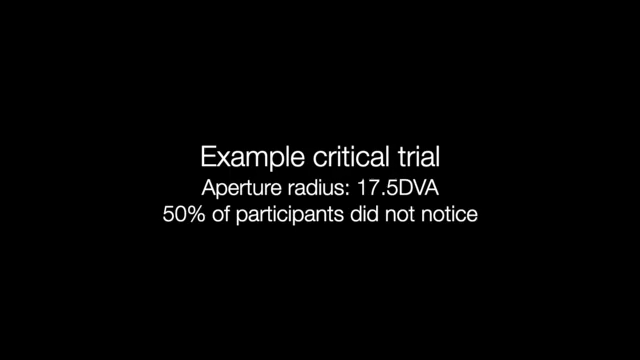 Example critical trial
Aperture radius: 17.5DVA
50% of participants did not notice